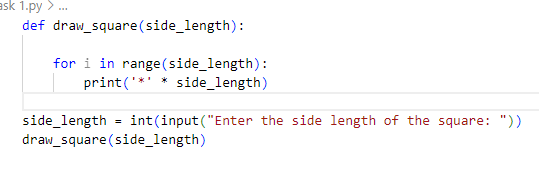 ask 1.py > ...
def draw_square(side_length):
    for i in range(side_length):
        print('*' * side_length)
side_length = int(input("Enter the side length of the square: "))
draw_square(side_length)